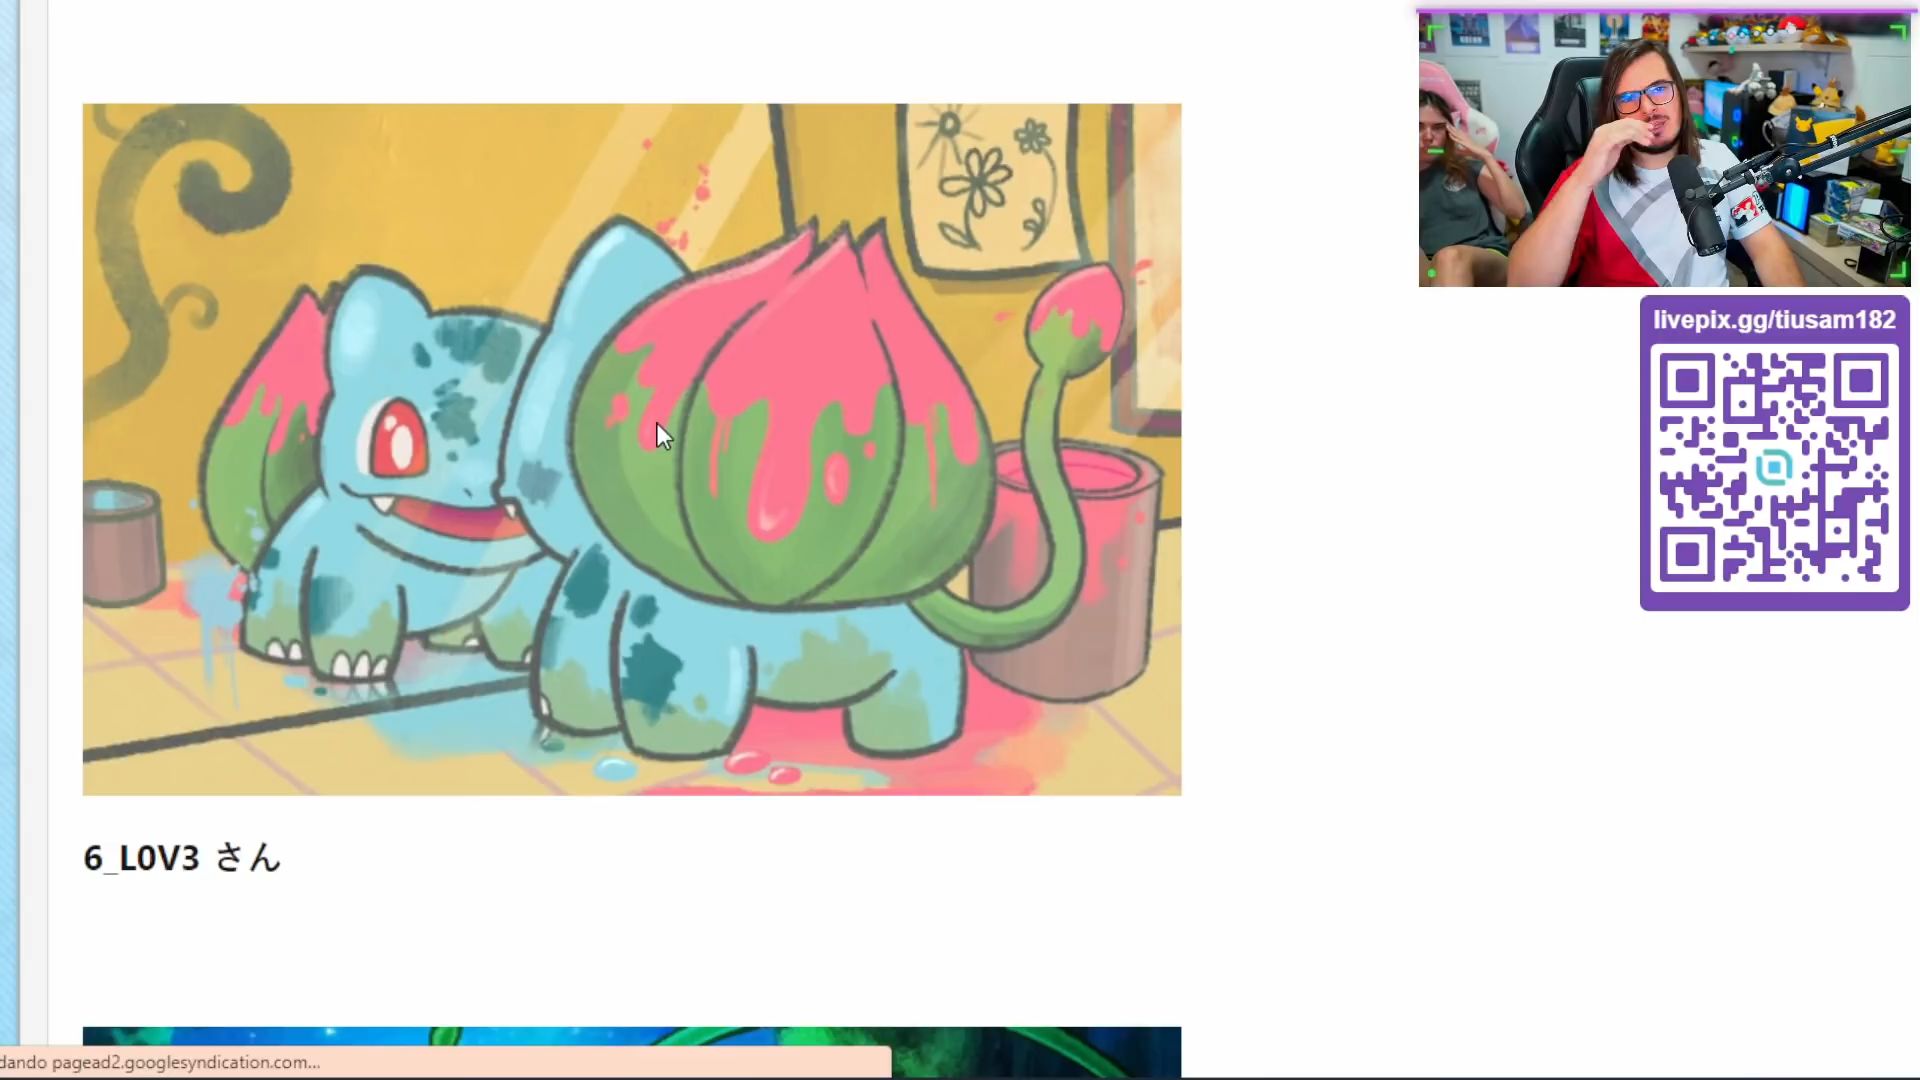 livepix.gg/tiusam182
6_L0V3 さん
dando pagead2.googlesyndication.com...